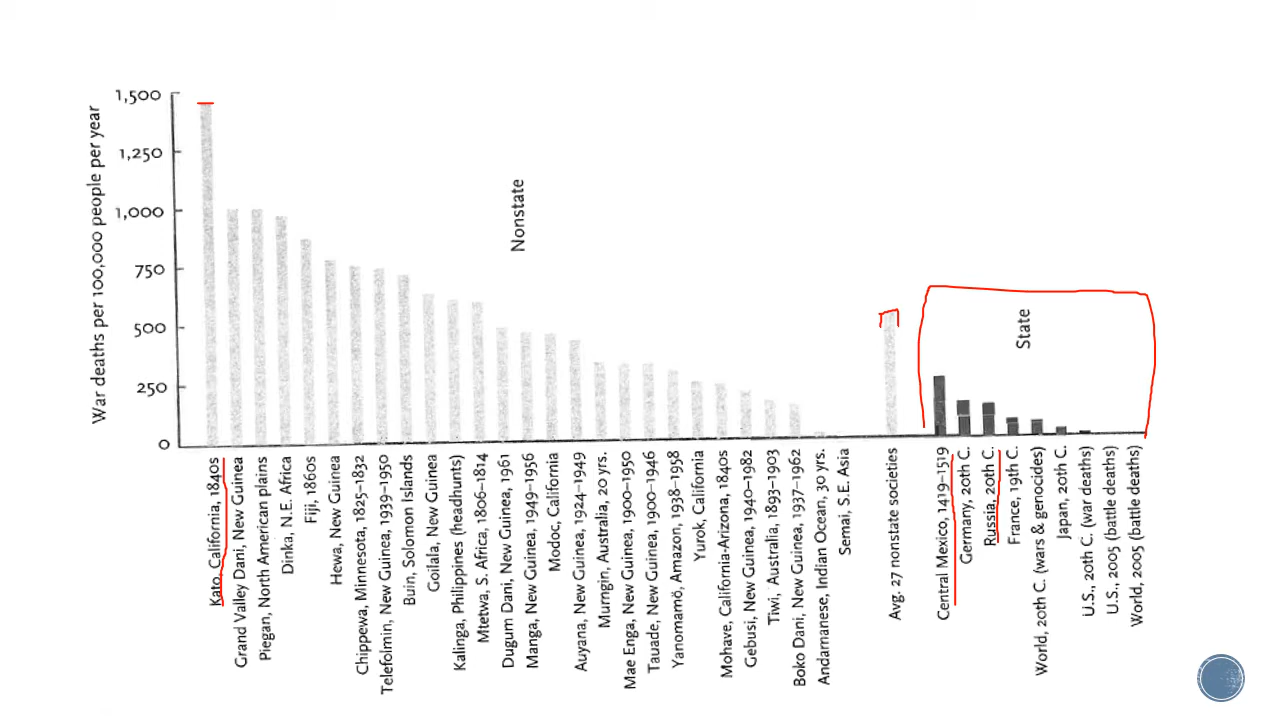 War deaths per 100,000 people per year
1,500
1,250
1,000
750
500
250
0
Nonstate
State
Kato, California, 1840s
Grand Valley Dani, New Guinea
Piegan, North American plains
Dinka, N.E. Africa
Fiji, 1860s
Hewa, New Guinea
Chippewa, Minnesota, 1825–1832
Telefolmin, New Guinea, 1939–1950
Buin, Solomon Islands
Goilala, New Guinea
Kalinga, Philippines (headhunts)
Mtetwa, S. Africa, 1806–1814
Dugum Dani, New Guinea, 1961
Manga, New Guinea, 1949–1956
Modoc, California
Auyana, New Guinea, 1924–1949
Murngin, Australia, 20 yrs.
Mae Enga, New Guinea, 1900–1950
Tauade, New Guinea, 1900–1946
Yanomamö, Amazon, 1938–1958
Yurok, California
Mohave, California-Arizona, 1840s
Gebusi, New Guinea, 1940–1982
Tiwi, Australia, 1893–1903
Boko Dani, New Guinea, 1937–1962
Andamanese, Indian Ocean, 30 yrs.
Semai, S.E. Asia
Avg. 27 nonstate societies
Central Mexico, 1419–1519
Germany, 20th C.
Russia, 20th C.
France, 19th C.
World, 20th C. (wars & genocides)
Japan, 20th C.
U.S., 20th C. (war deaths)
U.S., 2005 (battle deaths)
World, 2005 (battle deaths)